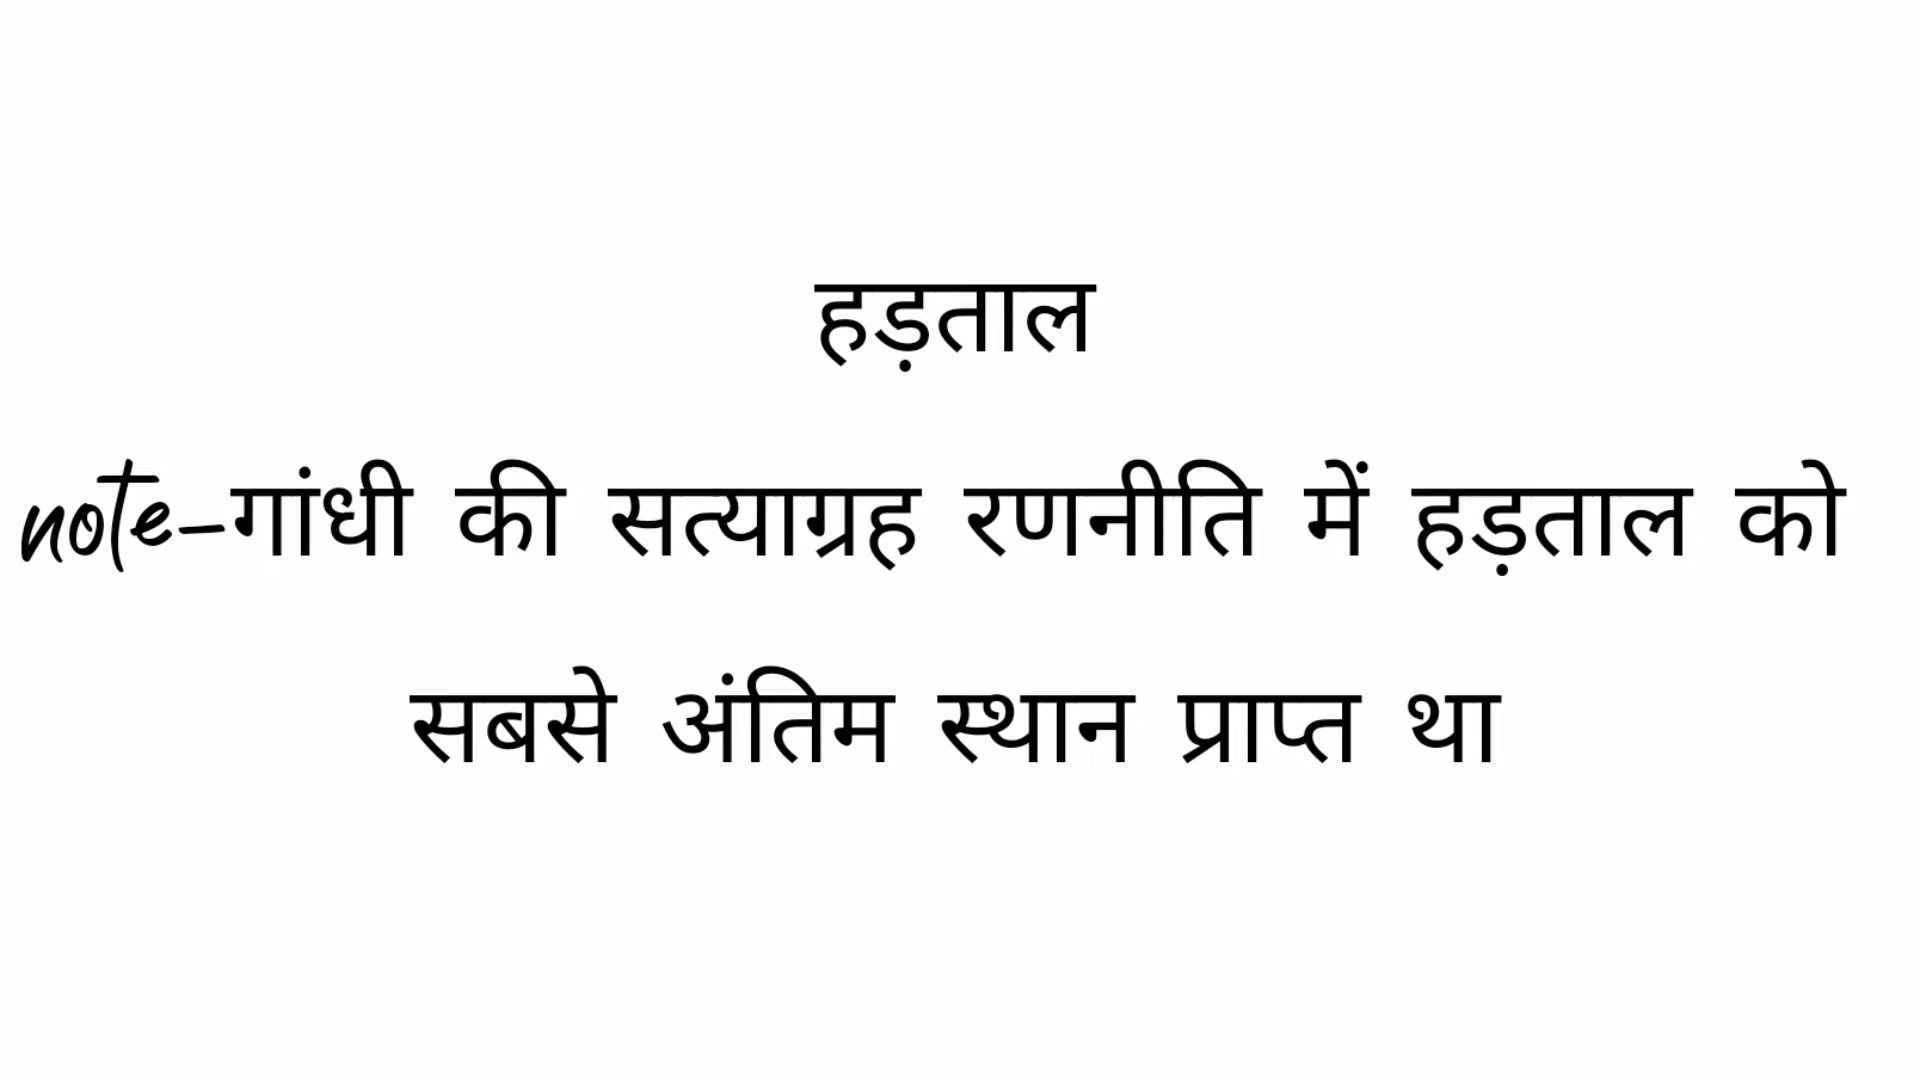 हड़ताल
note-गांधी की सत्याग्रह रणनीति में हड़ताल को
सबसे अंतिम स्थान प्राप्त था